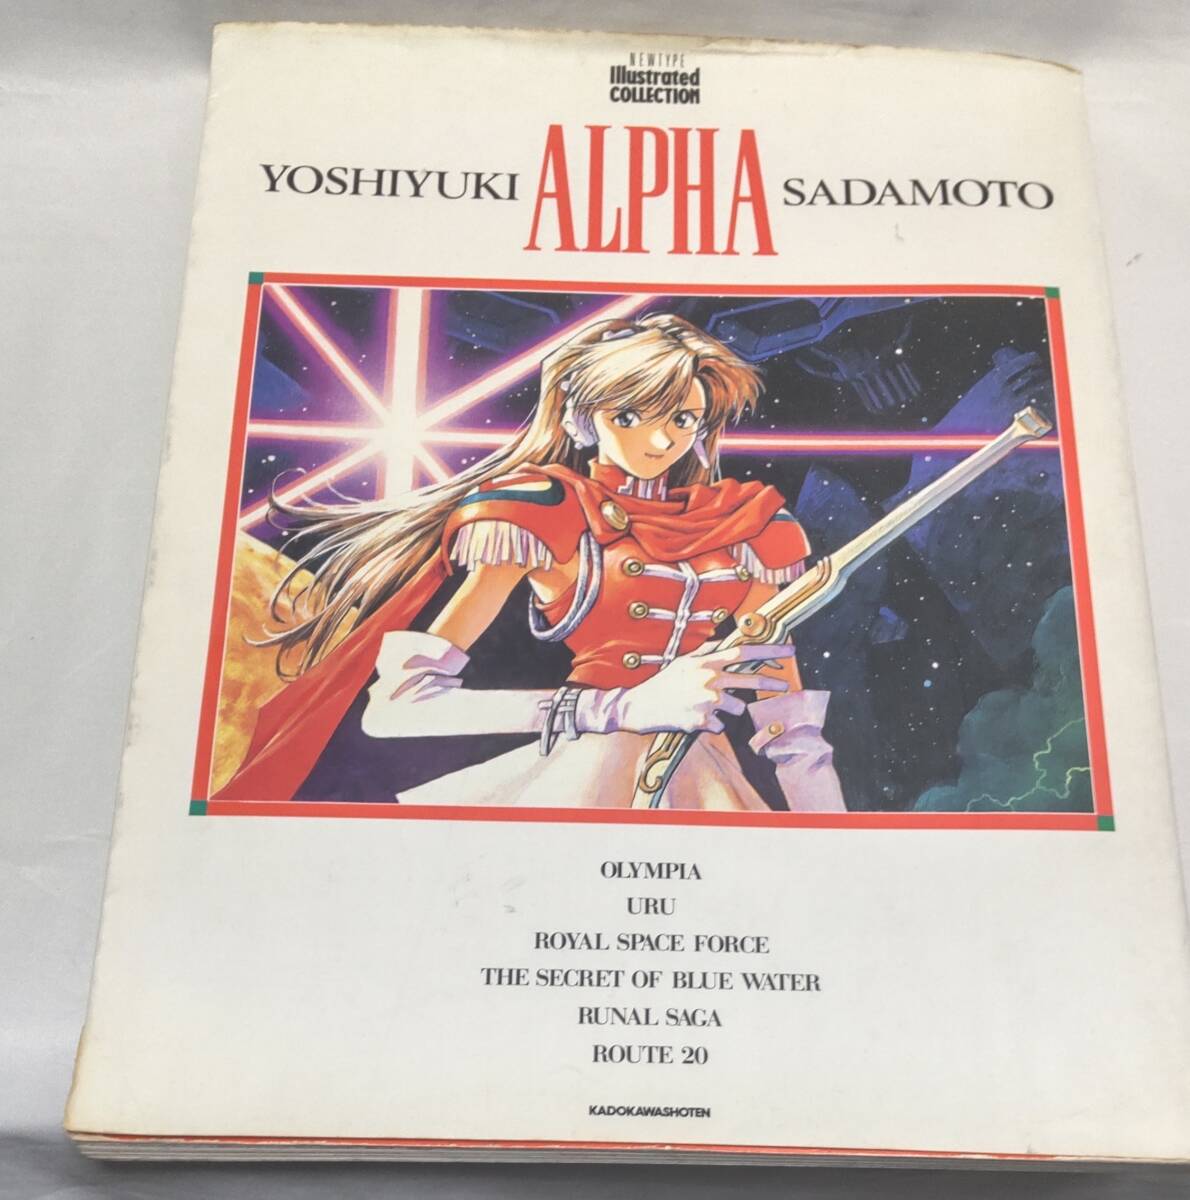 NEWTYPE
Illustrated
COLLECTION
YOSHIYUKI ALPHA SADAMOTO
OLYMPIA
URU
ROYAL SPACE FORCE
THE SECRET OF BLUE WATER
RUNAL SAGA
ROUTE 20
KADOKAWASHOTEN